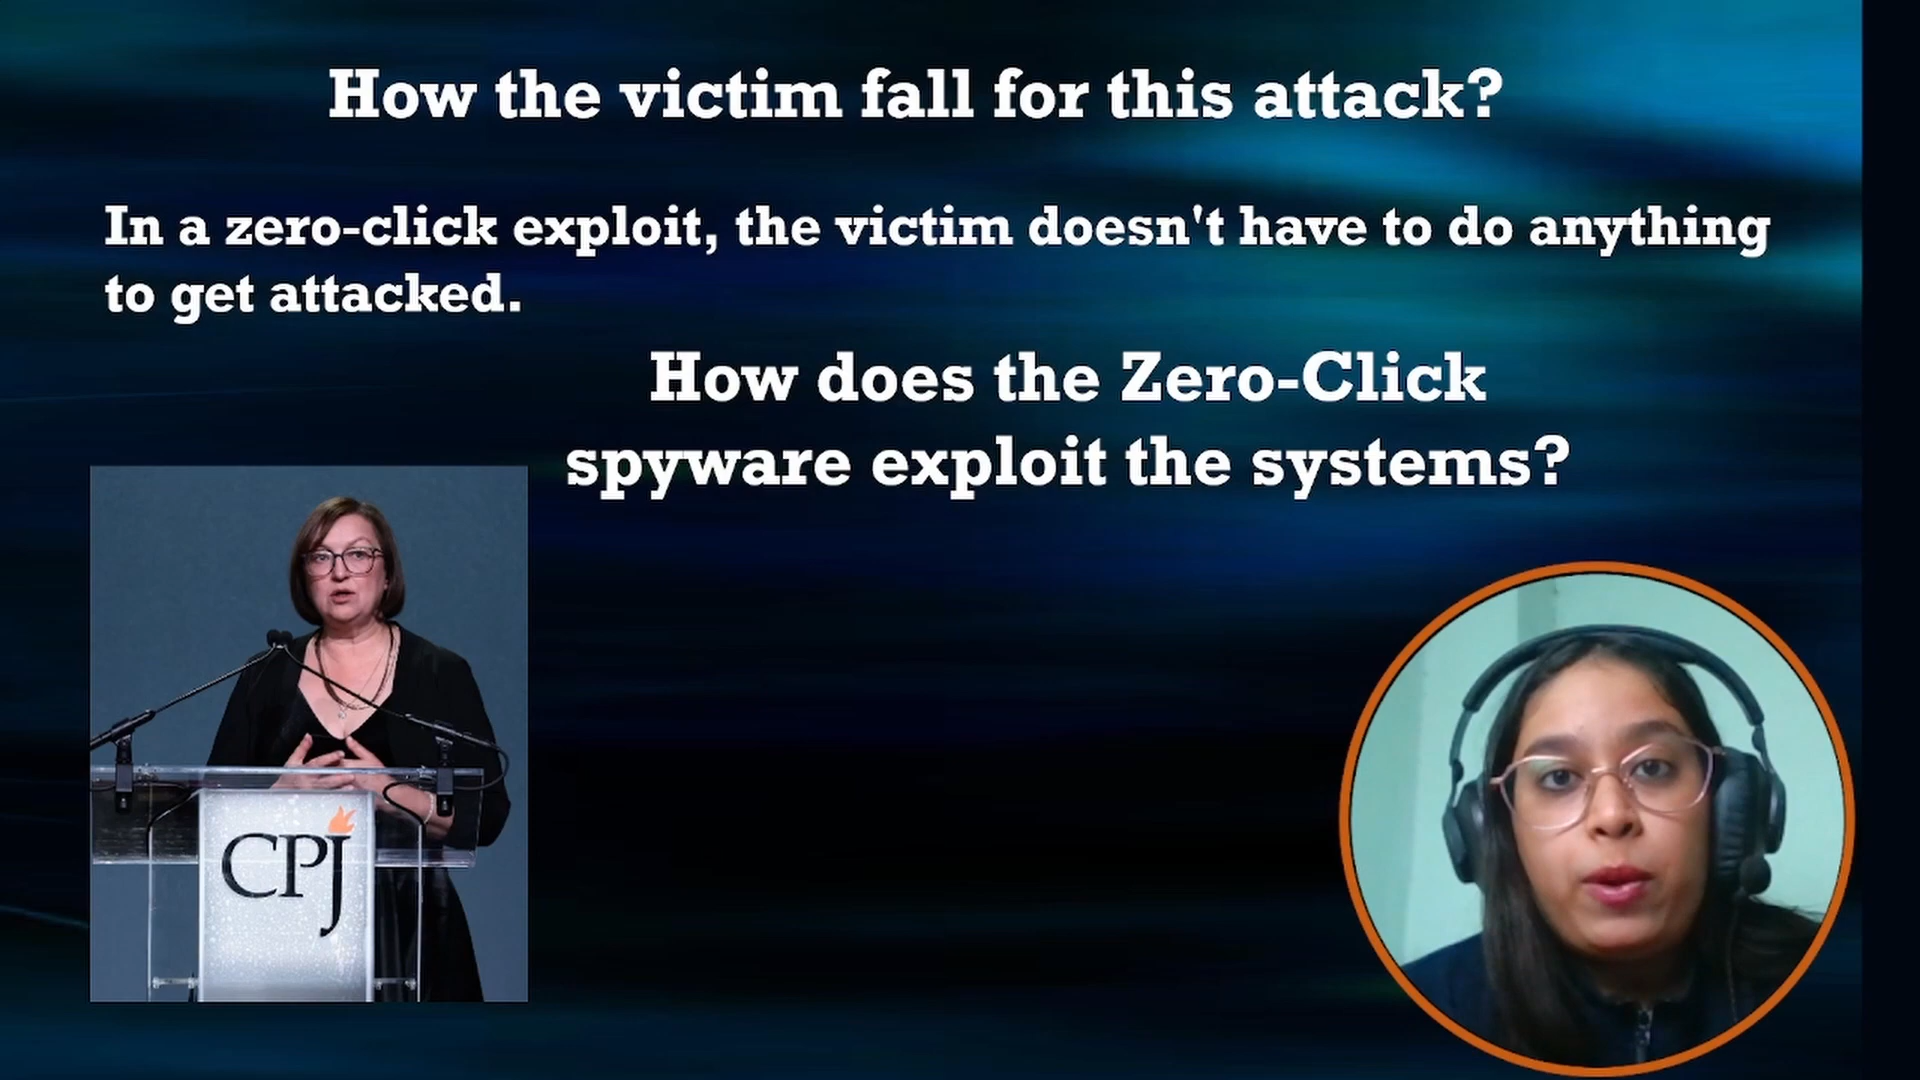 How the victim fall for this attack?
In a zero-click exploit, the victim doesn't have to do anything
to get attacked.
How does the Zero-Click
spyware exploit the systems?
CPJ